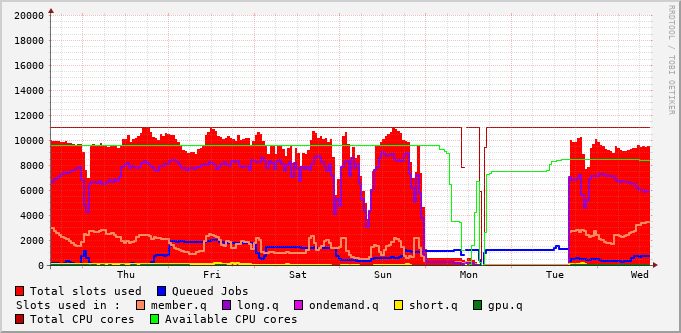 20000
18000
16000
14000
12000
10000
8000
6000
4000
2000
0
Thu Fri Sat Sun Mon Tue Wed
RRDTOOL / TOBI OETIKER
Total slots used Queued Jobs
Slots used in : member.q long.q ondemand.q short.q gpu.q
Total CPU cores Available CPU cores